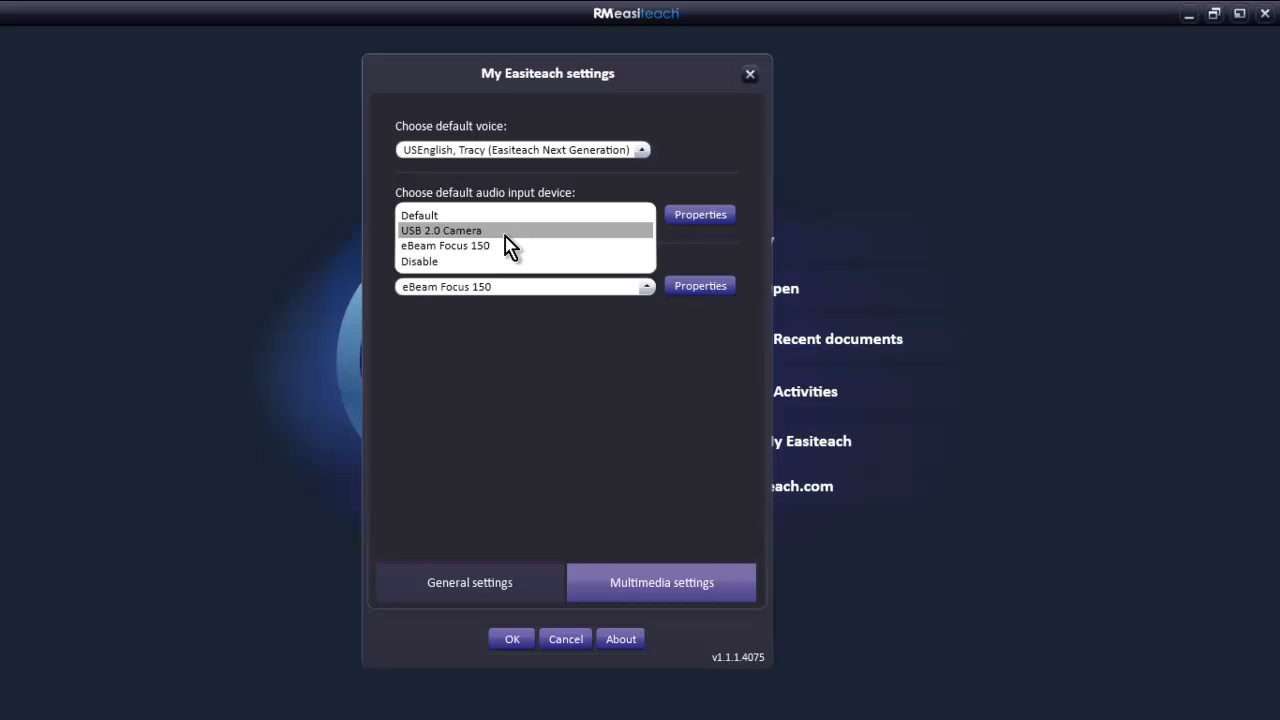 RMeasiteach
My Easiteach settings
Choose default voice:
USEnglish, Tracy (Easiteach Next Generation)
Choose default audio input device:
Default
Properties
USB 2.0 Camera
eBeam Focus 150
Disable
eBeam Focus 150
Properties
pen
Recent documents
Activities
y Easiteach
each.com
General settings
Multimedia settings
OK
Cancel
About
v1.1.1.4075